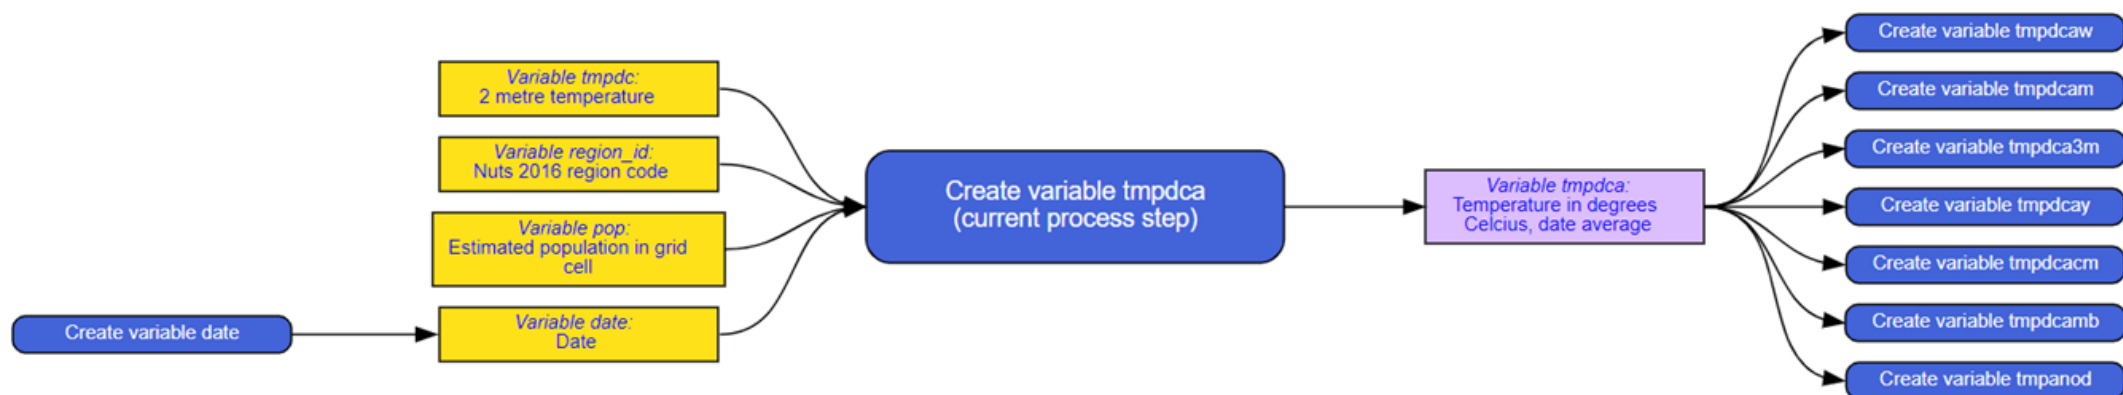 Create variable date
Variable tmpdc:
2 metre temperature
Variable region_id:
Nuts 2016 region code
Variable pop:
Estimated population in grid
cell
Variable date:
Date
Create variable tmpdca
(current process step)
Variable tmpdca:
Temperature in degrees
Celcius, date average
Create variable tmpdcaw
Create variable tmpdcam
Create variable tmpdca3m
Create variable tmpdcay
Create variable tmpdcacm
Create variable tmpdcamb
Create variable tmpanod